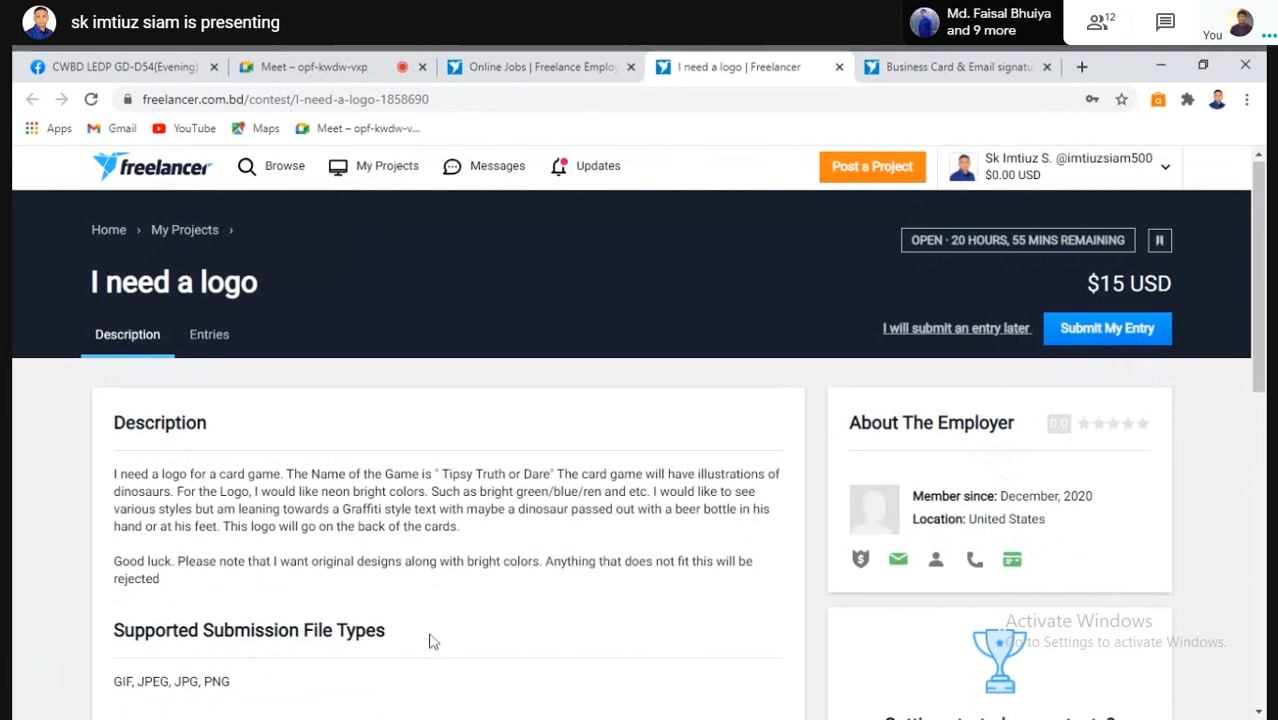 sk imtiuz siam is presenting
Md. Faisal Bhuiya
and 9 more
12
You
CWBD LEDP GD-D54(Evening)
Meet – opf-kwdw-vxp
Online Jobs | Freelance Emplo
I need a logo | Freelancer
Business Card & Email signatu
freelancer.com.bd/contest/I-need-a-logo-1858690
Apps
Gmail
YouTube
Maps
Meet – opf-kwdw-v...
freelancer
Browse
My Projects
Messages
Updates
Post a Project
Sk Imtiuz S. @imtiuzsiam500
$0.00 USD
Home › My Projects ›
OPEN · 20 HOURS, 55 MINS REMAINING
I need a logo
$15 USD
Description
Entries
I will submit an entry later
Submit My Entry
Description
I need a logo for a card game. The Name of the Game is " Tipsy Truth or Dare" The card game will have illustrations of
dinosaurs. For the Logo, I would like neon bright colors. Such as bright green/blue/ren and etc. I would like to see
various styles but am leaning towards a Graffiti style text with maybe a dinosaur passed out with a beer bottle in his
hand or at his feet. This logo will go on the back of the cards.
Good luck. Please note that I want original designs along with bright colors. Anything that does not fit this will be
rejected
Supported Submission File Types
GIF, JPEG, JPG, PNG
About The Employer
0.0
Member since: December, 2020
Location: United States
Activate Windows
Go to Settings to activate Windows.